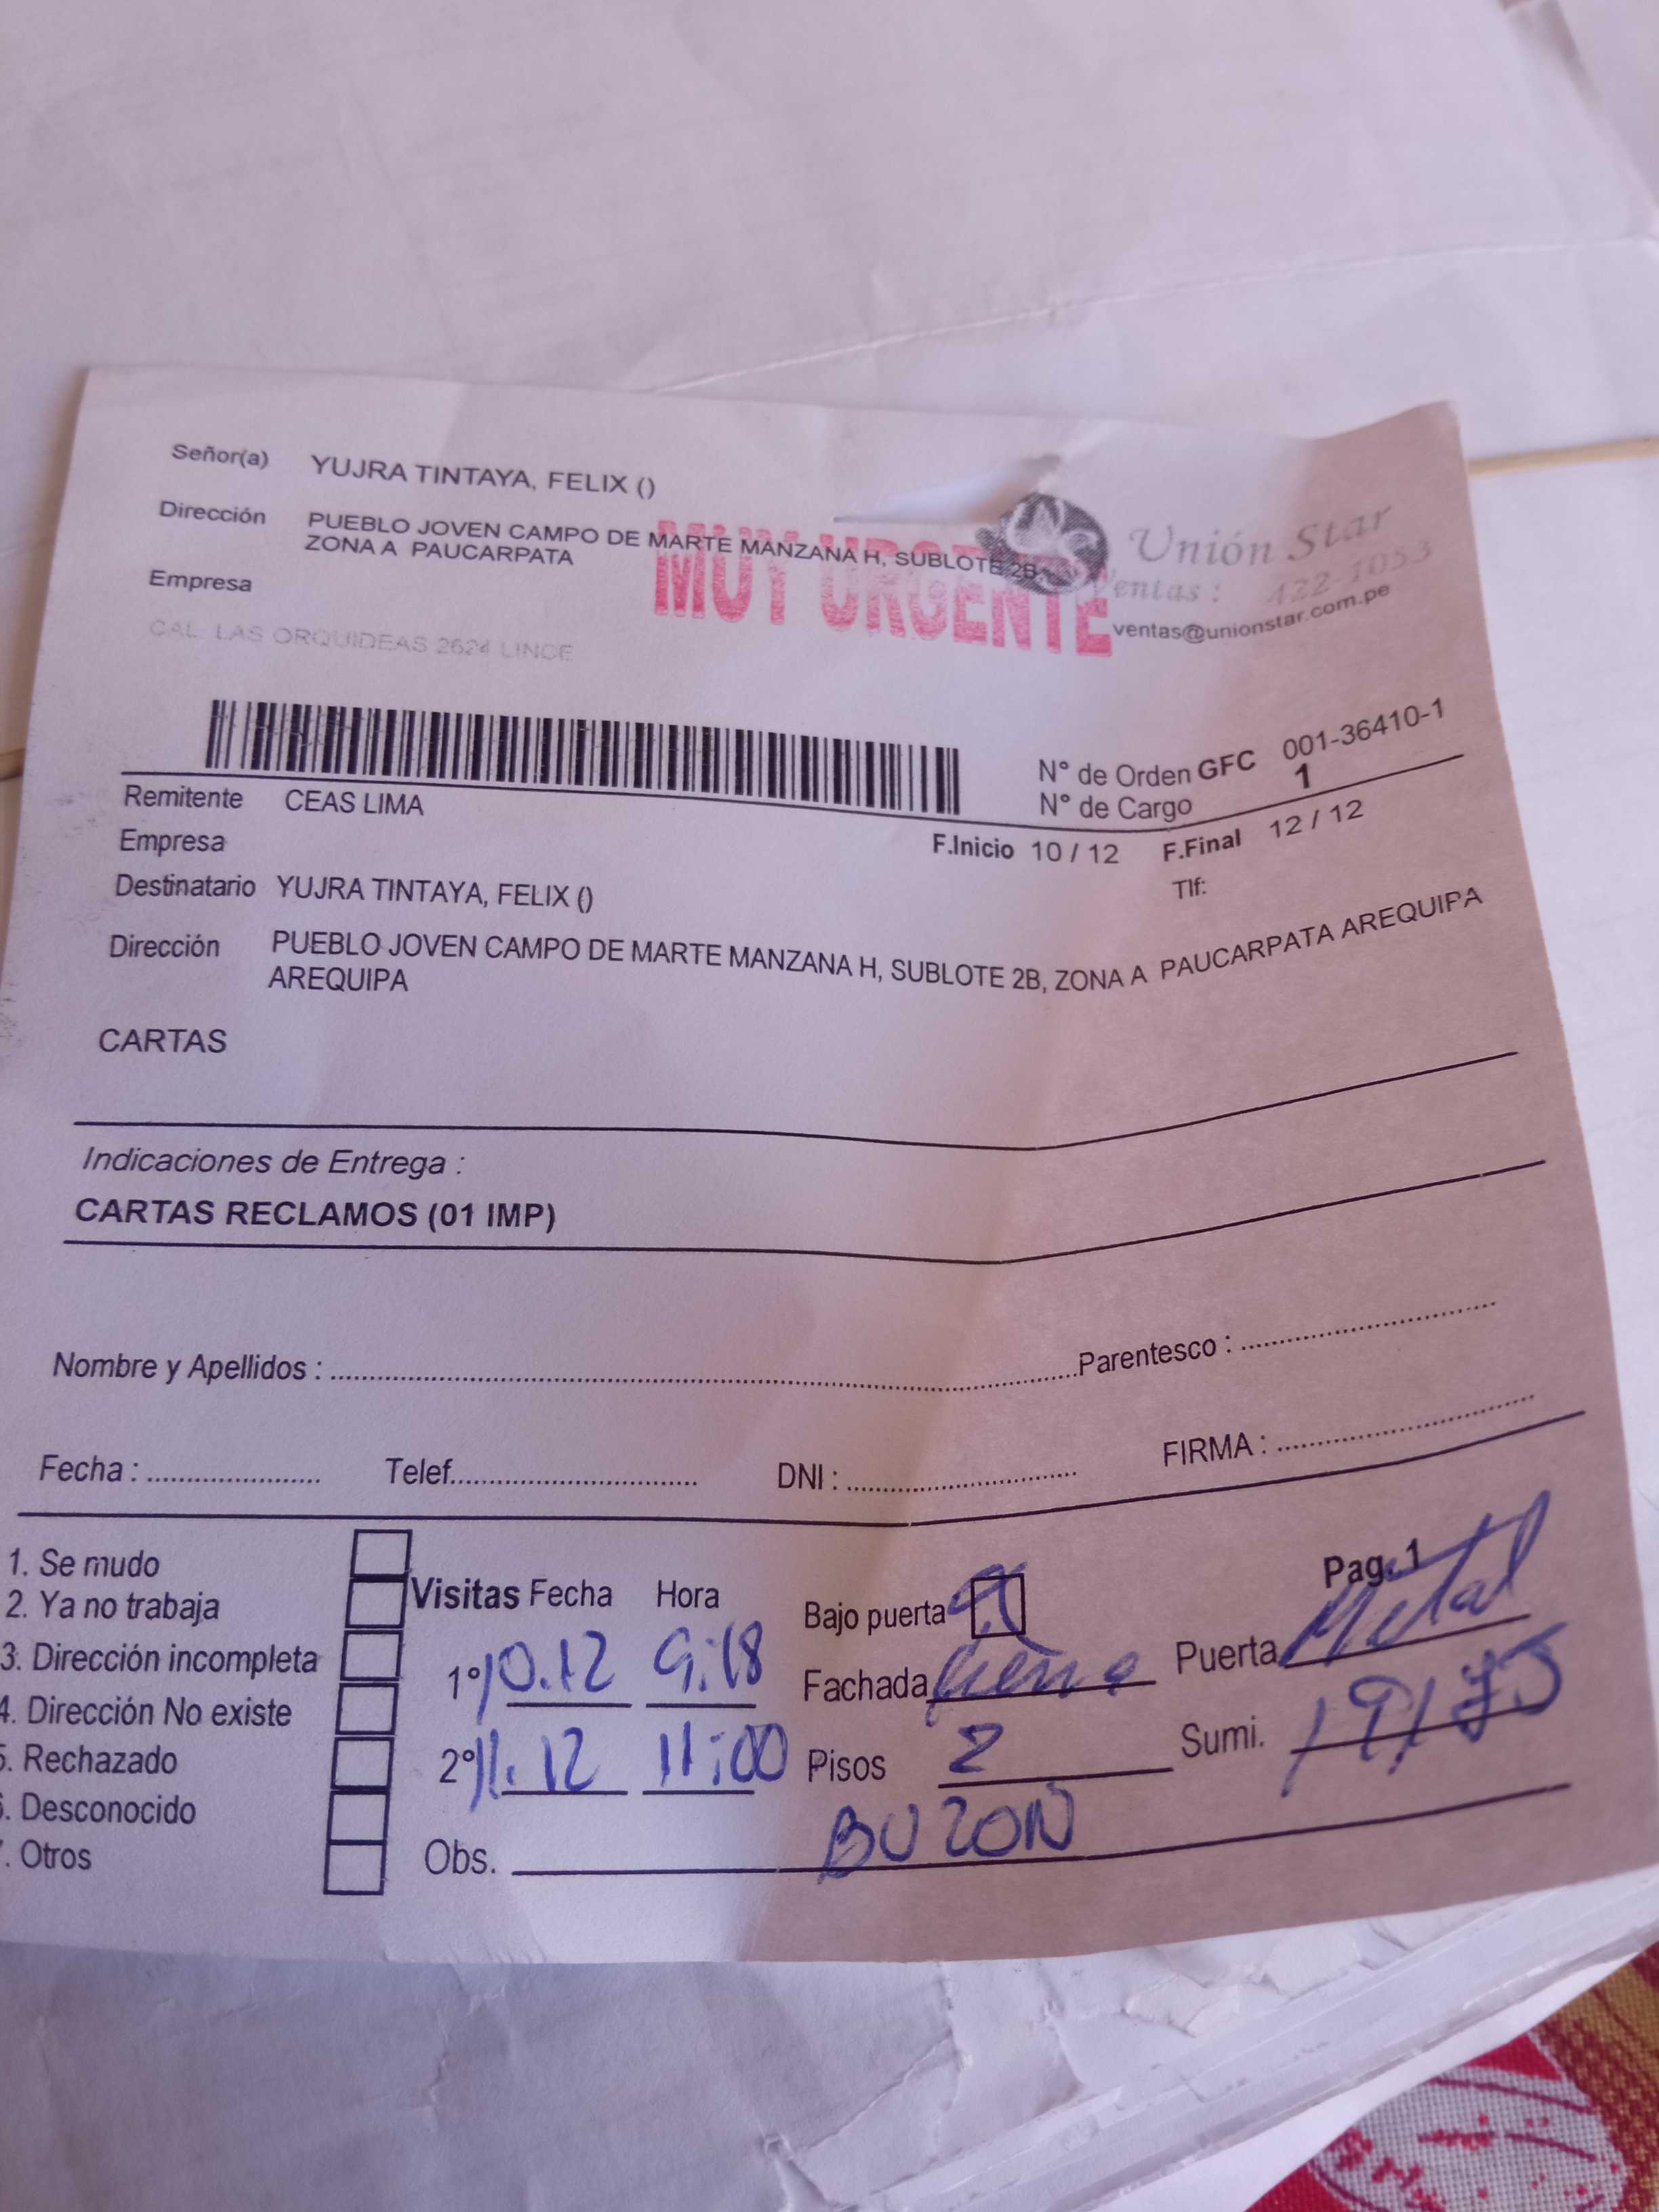 Señor(a) YUJRA TINTAYA, FELIX ()
Dirección PUEBLO JOVEN CAMPO DE MARTE MANZANA H, SUBLOTE 2B,
ZONA A PAUCARPATA
MUY URGENTE
Unión Star
Ventas : 422-1053
ventas@unionstar.com.pe
Empresa
CAL. LAS ORQUIDEAS 2624 LINCE
N° de Orden GFC 001-36410-1
N° de Cargo 1
Remitente CEAS LIMA
Empresa
F.Inicio 10 / 12 F.Final 12 / 12
Destinatario YUJRA TINTAYA, FELIX ()
Tlf:
Dirección PUEBLO JOVEN CAMPO DE MARTE MANZANA H, SUBLOTE 2B, ZONA A PAUCARPATA AREQUIPA
AREQUIPA
CARTAS
Indicaciones de Entrega :
CARTAS RECLAMOS (01 IMP)
Nombre y Apellidos : Parentesco :
Fecha : Telef. DNI : FIRMA :
Pag. 1
1. Se mudo
2. Ya no trabaja
3. Dirección incompleta
4. Dirección No existe
5. Rechazado
6. Desconocido
7. Otros
Visitas Fecha Hora
1° 10.12 9:18
2° 11.12 11:00
Bajo puerta
Fachada
Pisos 2
Puerta Metal
Sumi.
Obs. BUZON